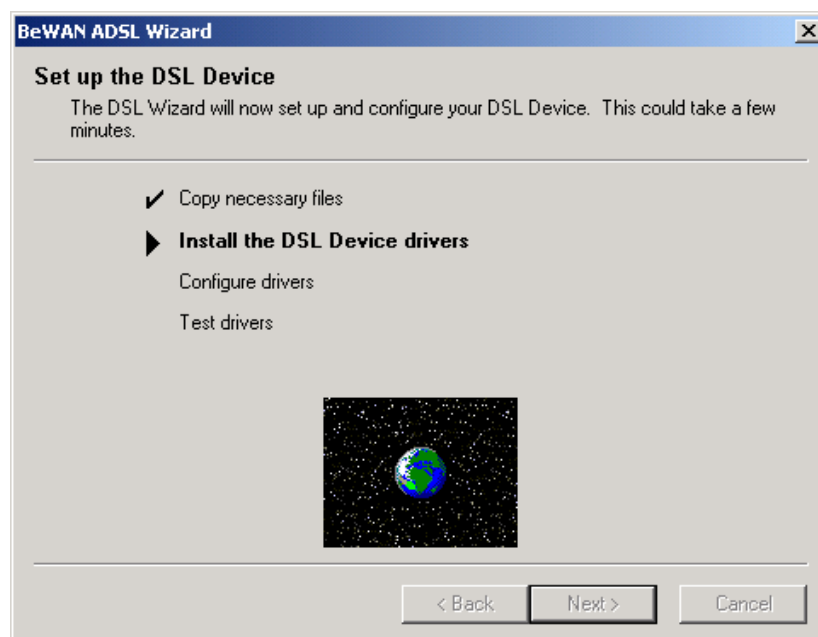 BeWAN ADSL Wizard
Set up the DSL Device
The DSL Wizard will now set up and configure your DSL Device.  This could take a few
minutes.
Copy necessary files
Install the DSL Device drivers
Configure drivers
Test drivers
< Back
Next >
Cancel